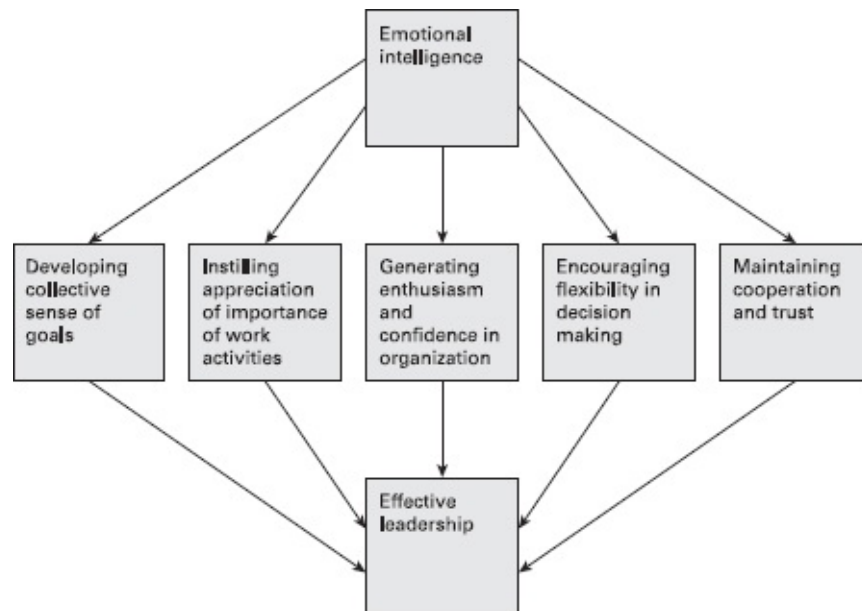 Emotional
intelligence
Developing
collective
sense of
goals
Instilling
appreciation
of importance
of work
activities
Generating
enthusiasm
and
confidence in
organization
Encouraging
flexibility in
decision
making
Maintaining
cooperation
and trust
Effective
leadership